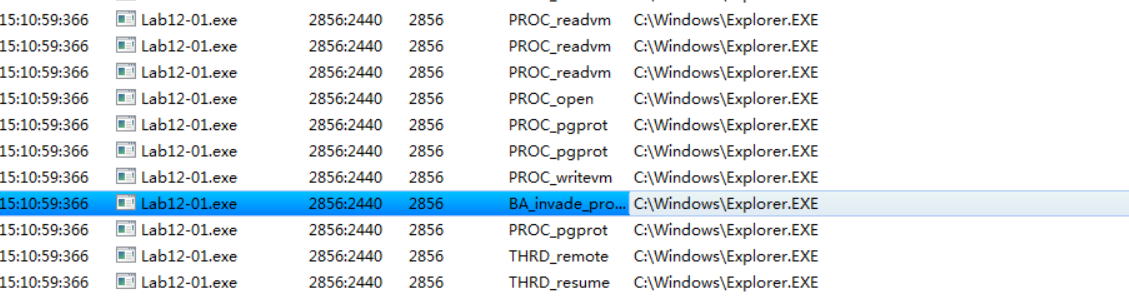 15:10:59:366 Lab12-01.exe 2856:2440 2856 PROC_readvm C:\Windows\Explorer.EXE
15:10:59:366 Lab12-01.exe 2856:2440 2856 PROC_readvm C:\Windows\Explorer.EXE
15:10:59:366 Lab12-01.exe 2856:2440 2856 PROC_readvm C:\Windows\Explorer.EXE
15:10:59:366 Lab12-01.exe 2856:2440 2856 PROC_open C:\Windows\Explorer.EXE
15:10:59:366 Lab12-01.exe 2856:2440 2856 PROC_pgprot C:\Windows\Explorer.EXE
15:10:59:366 Lab12-01.exe 2856:2440 2856 PROC_pgprot C:\Windows\Explorer.EXE
15:10:59:366 Lab12-01.exe 2856:2440 2856 PROC_writevm C:\Windows\Explorer.EXE
15:10:59:366 Lab12-01.exe 2856:2440 2856 BA_invade_pro... C:\Windows\Explorer.EXE
15:10:59:366 Lab12-01.exe 2856:2440 2856 PROC_pgprot C:\Windows\Explorer.EXE
15:10:59:366 Lab12-01.exe 2856:2440 2856 THRD_remote C:\Windows\Explorer.EXE
15:10:59:366 Lab12-01.exe 2856:2440 2856 THRD_resume C:\Windows\Explorer.EXE